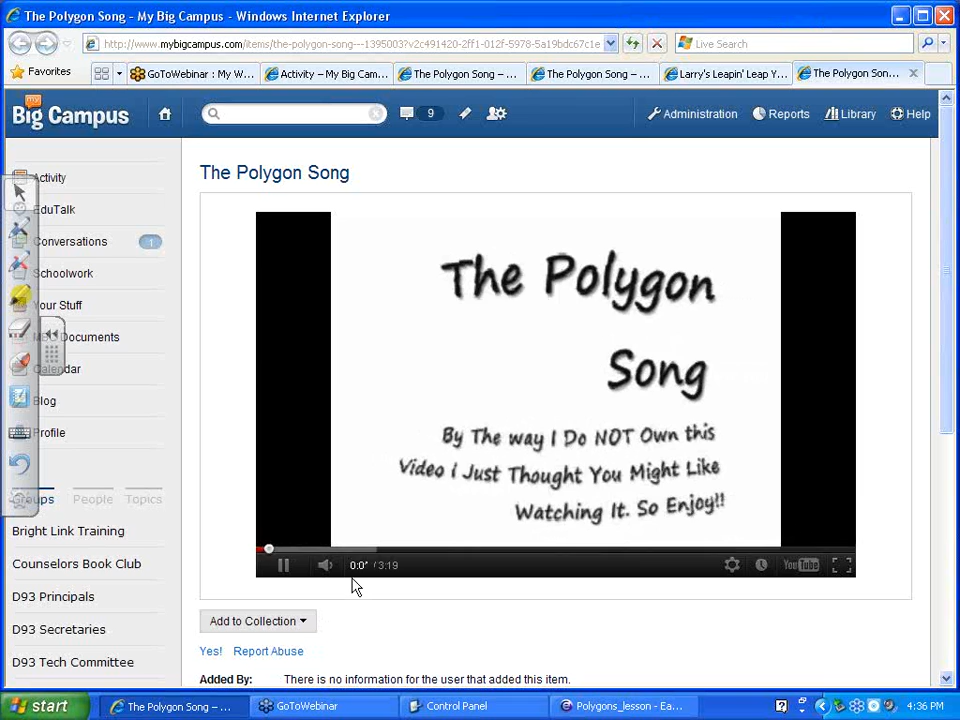 The Polygon Song - My Big Campus - Windows Internet Explorer
http://www.mybigcampus.com/items/the-polygon-song---1395003?v2c491420-2ff1-012f-5978-5a19bdc67c1e
Live Search
Favorites
GoToWebinar : My W...
Activity – My Big Cam...
The Polygon Song – ...
The Polygon Song – ...
Larry's Leapin' Leap Y...
The Polygon Son...
my
Big Campus
9
Administration
Reports
Library
Help
Activity
EduTalk
Conversations
1
Schoolwork
Your Stuff
Documents
Calendar
Blog
Profile
Groups
People
Topics
Bright Link Training
Counselors Book Club
D93 Principals
D93 Secretaries
D93 Tech Committee
The Polygon Song
The Polygon
Song
By The way I Do NOT Own this
Video i Just Thought You Might Like
Watching It. So Enjoy!!
/ 3:19
YouTube
Add to Collection
Yes!
Report Abuse
Added By:
There is no information for the user that added this item.
start
The Polygon Song – ...
GoToWebinar
Control Panel
Polygons_lesson - Ea...
4:36 PM